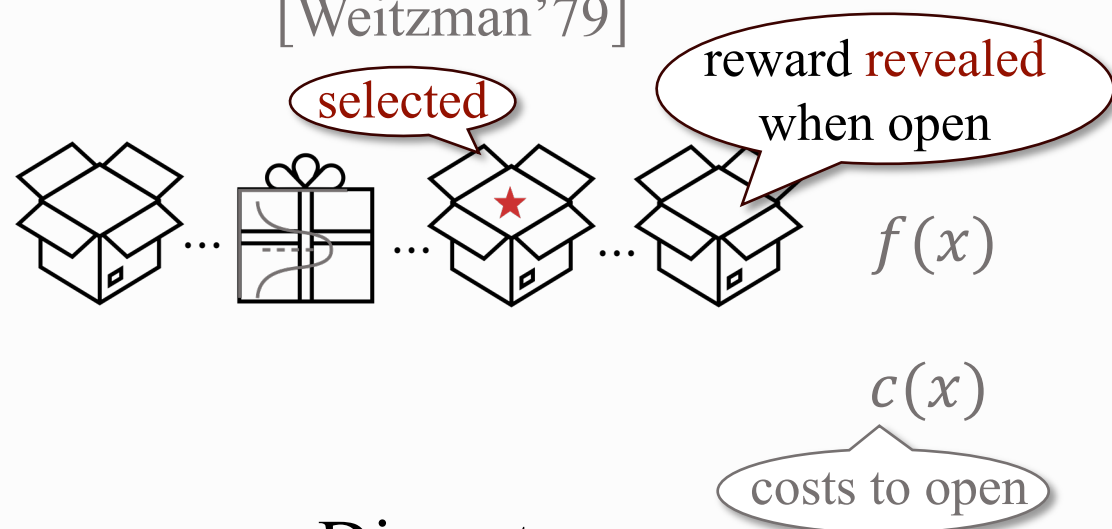 [Weitzman’79]
selected
reward revealed
when open
... ... ...
f(x)
c(x)
costs to open